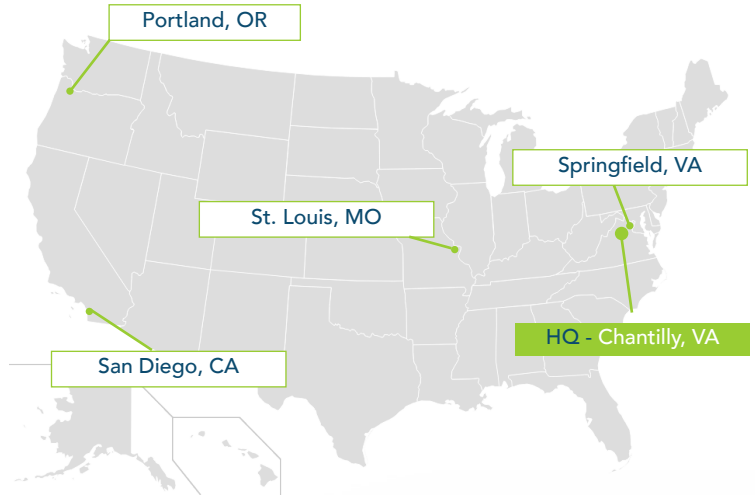 Portland, OR
Springfield, VA
St. Louis, MO
HQ - Chantilly, VA
San Diego, CA